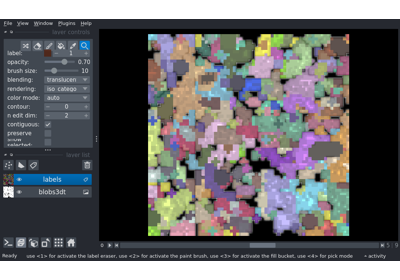 File View Window Plugins Help
layer controls
label: 1
opacity: 0.70
brush size: 10
blending: translucen
rendering: iso_catego
color mode: auto
contour: 0
n edit dim: 2
contiguous:
preserve
selected:
layer list
labels
blobs3dt
Ready use <1> for activate the label eraser, use <2> for activate the paint brush, use <3> for activate the fill bucket, use <4> for pick mode activity